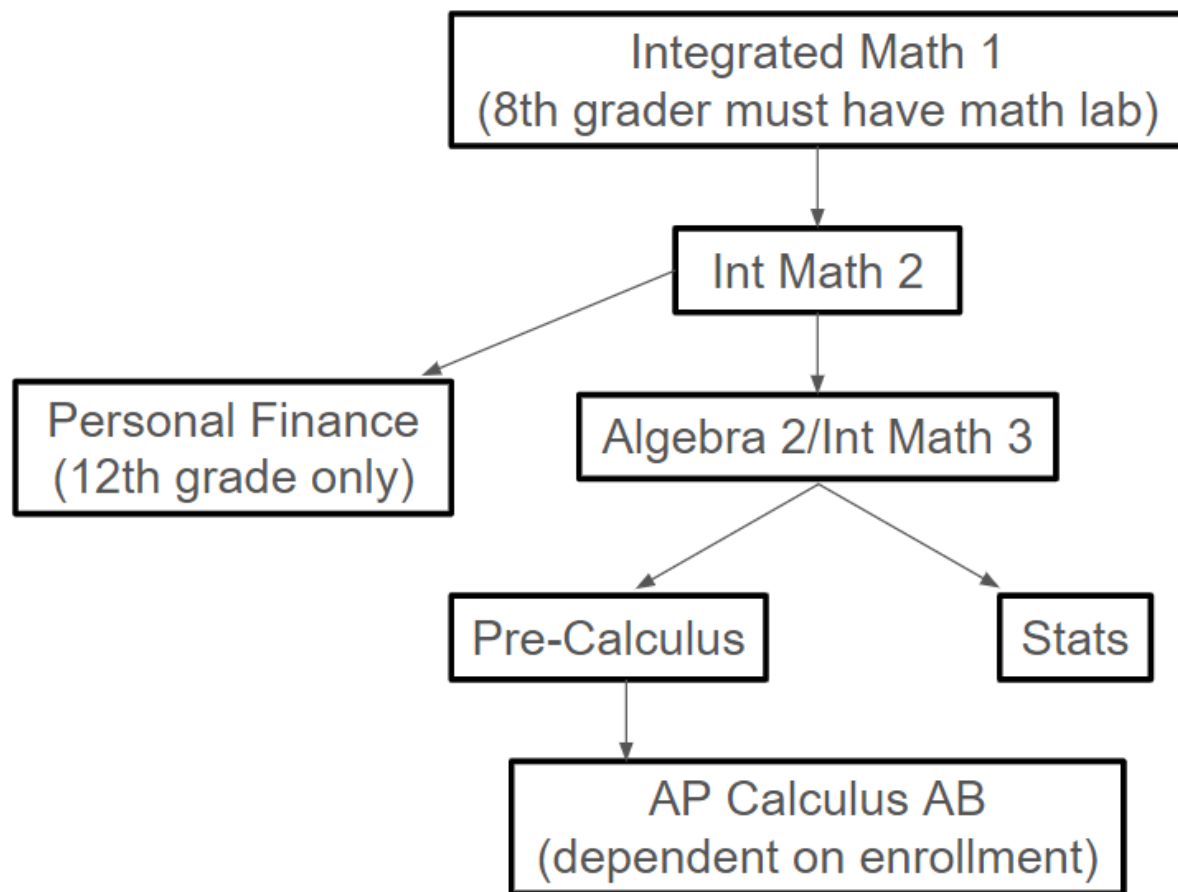 Integrated Math 1
(8th grader must have math lab)
Int Math 2
Personal Finance
(12th grade only)
Algebra 2/Int Math 3
Pre-Calculus
Stats
AP Calculus AB
(dependent on enrollment)